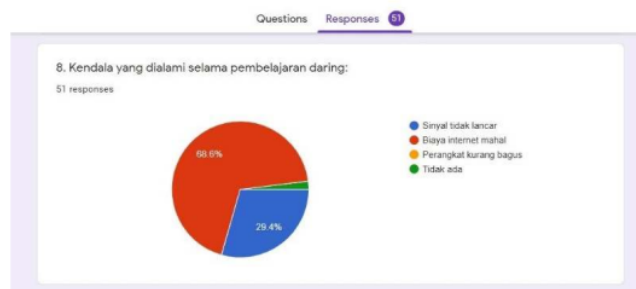 Questions Responses 51
8. Kendala yang dialami selama pembelajaran daring:
51 responses
Sinyal tidak lancar
Biaya internet mahal
Perangkat kurang bagus
Tidak ada
68.6%
29.4%